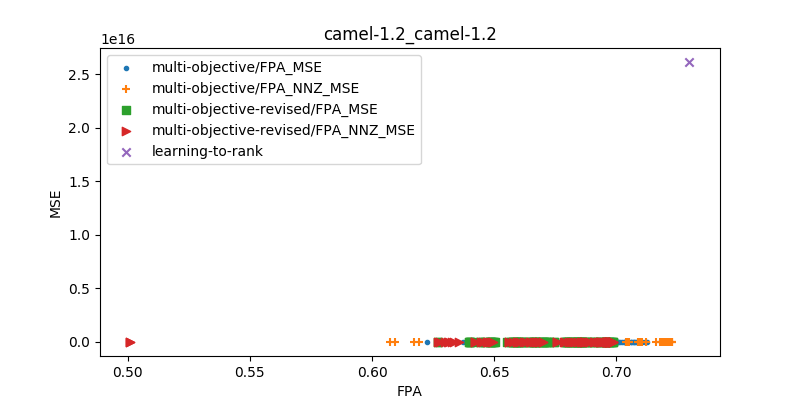 camel-1.2_camel-1.2
1e16
multi-objective/FPA_MSE
multi-objective/FPA_NNZ_MSE
multi-objective-revised/FPA_MSE
multi-objective-revised/FPA_NNZ_MSE
learning-to-rank
2.5
2.0
1.5
1.0
0.5
0.0
MSE
0.50 0.55 0.60 0.65 0.70
FPA